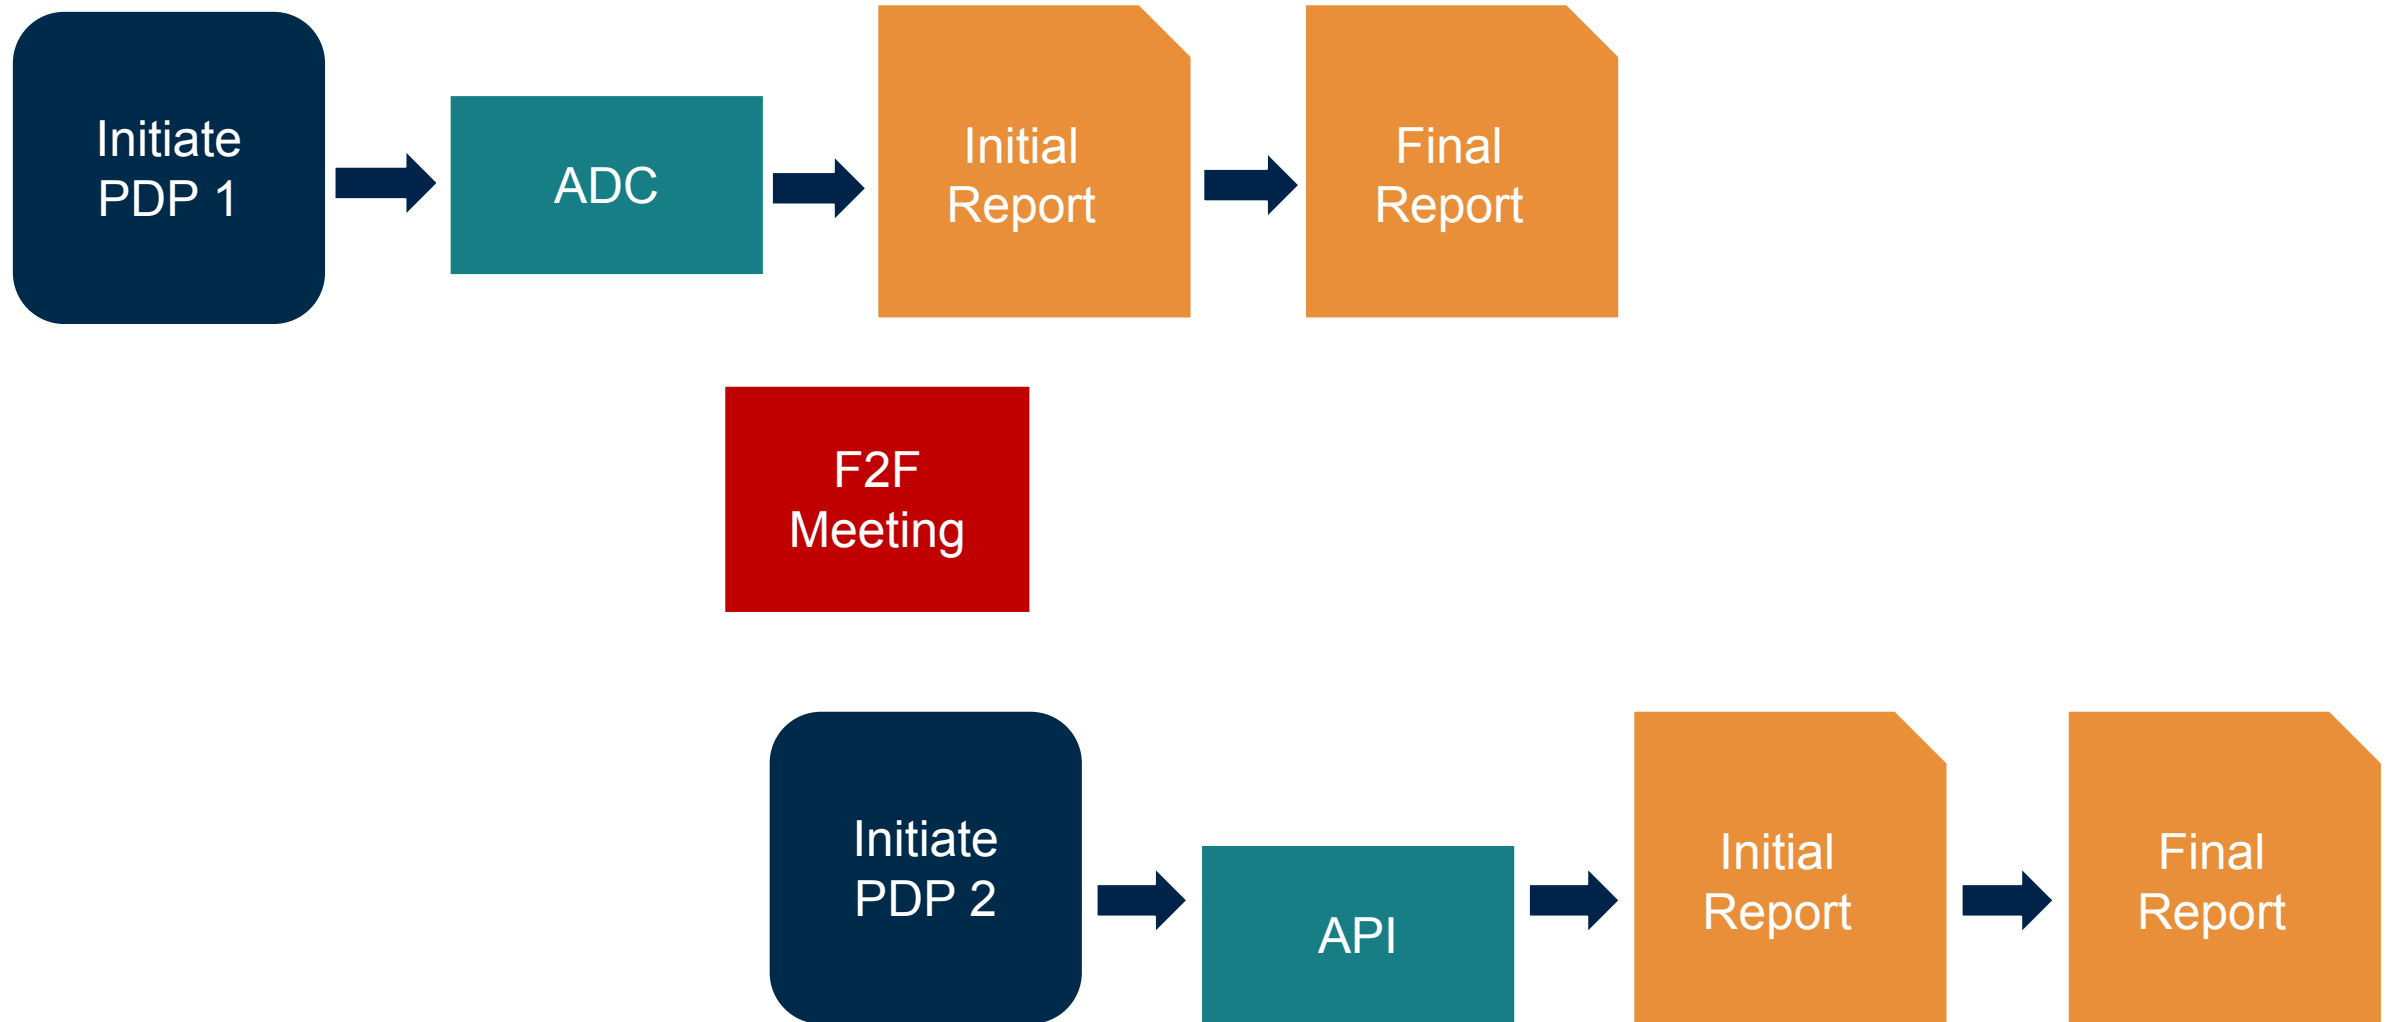 Initiate
PDP 1
ADC
Initial
Report
Final
Report
F2F
Meeting
Initiate
PDP 2
API
Initial
Report
Final
Report